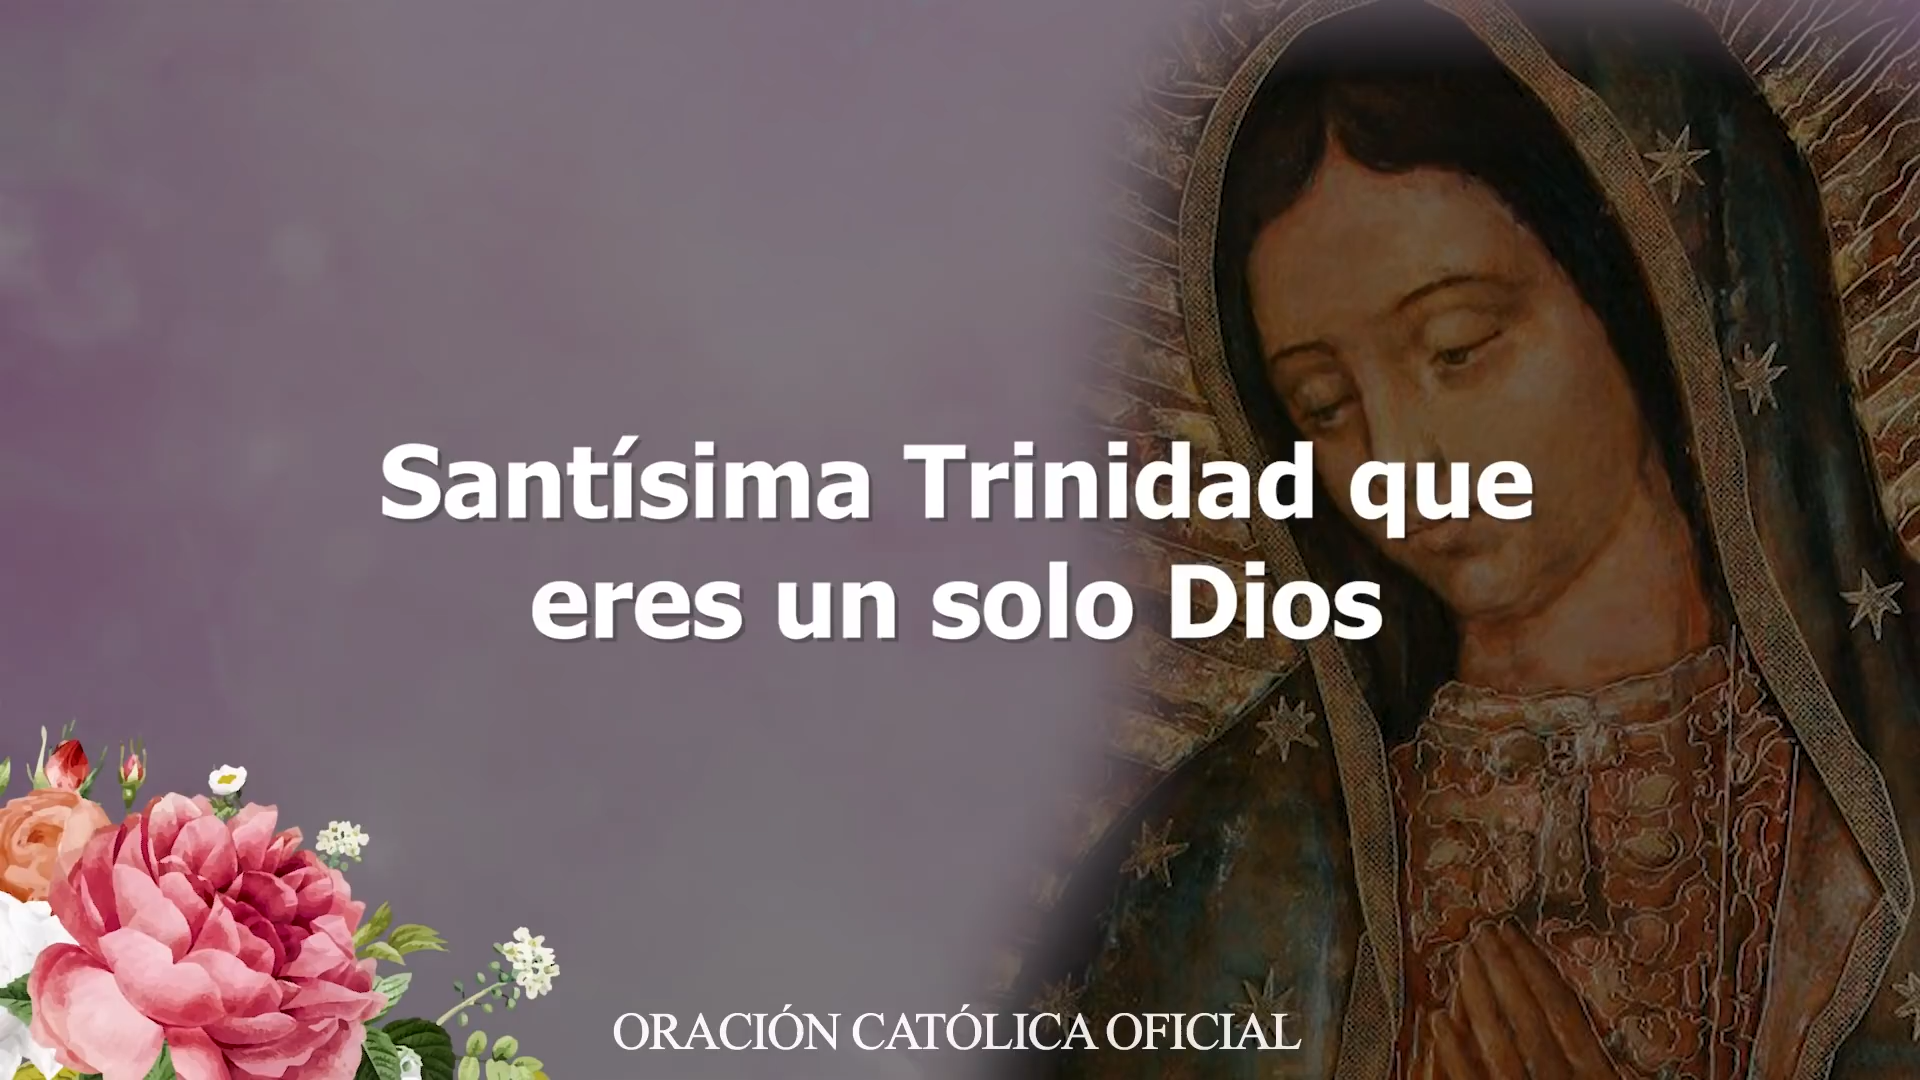 Santísima Trinidad que
eres un solo Dios
ORACIÓN CATÓLICA OFICIAL